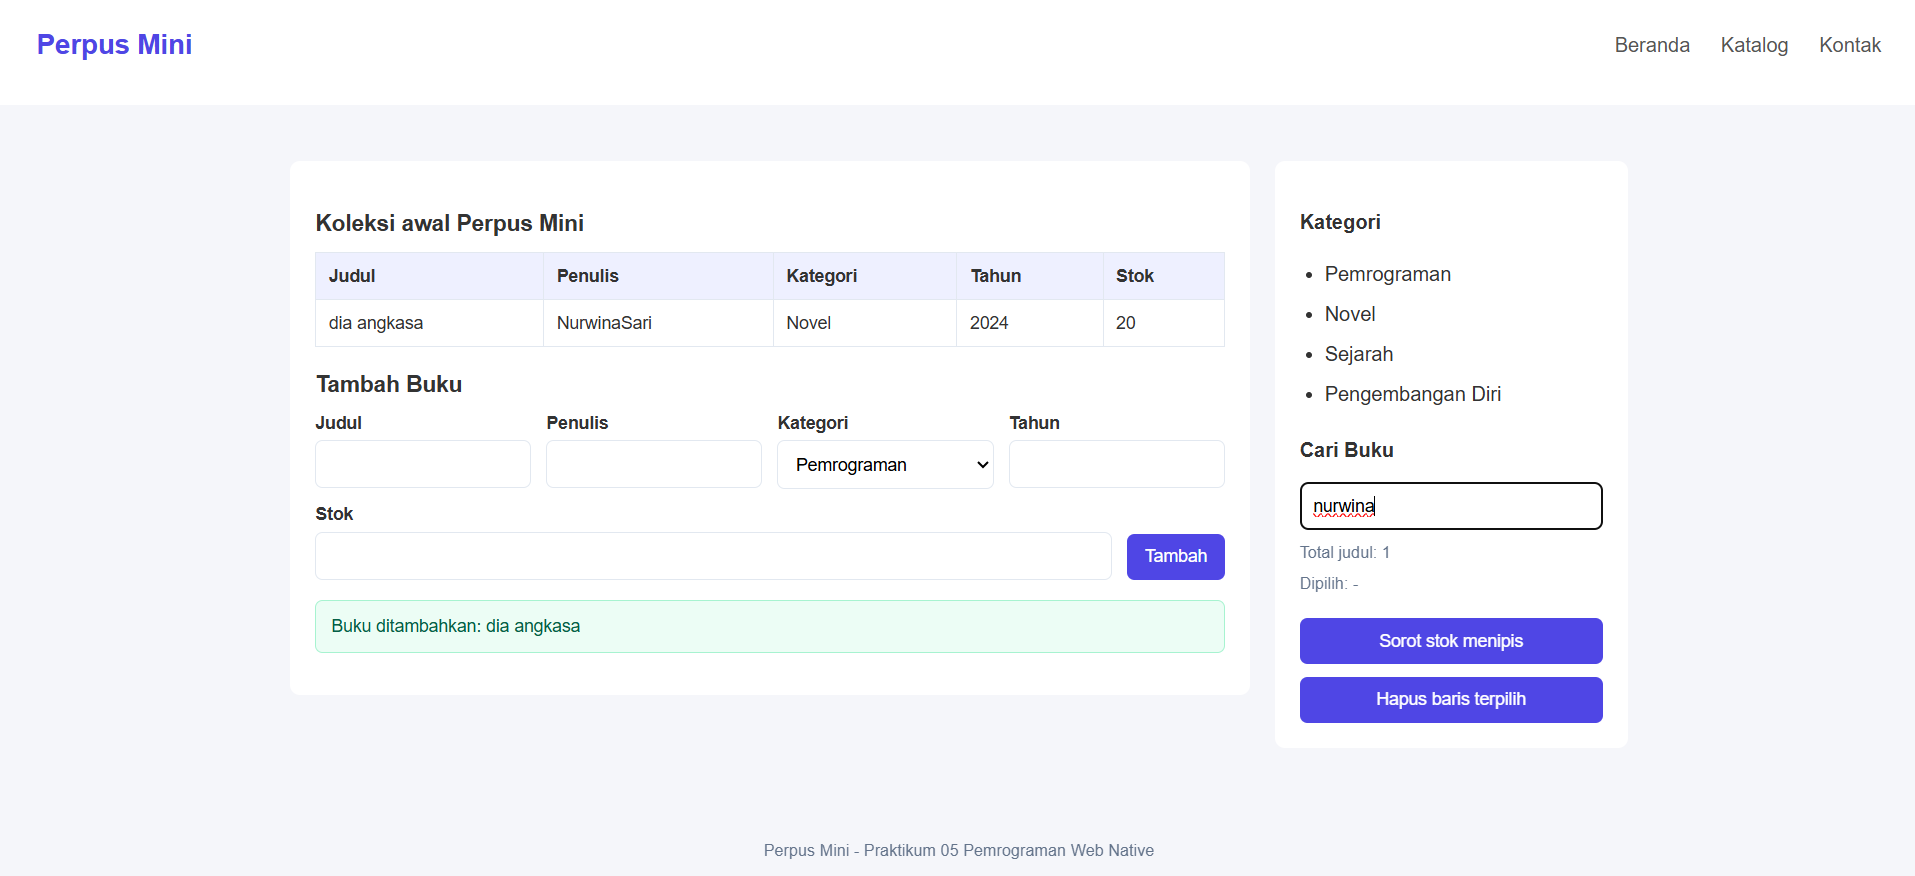 Perpus Mini
Beranda Katalog Kontak
Koleksi awal Perpus Mini
Judul Penulis Kategori Tahun Stok
dia angkasa NurwinaSari Novel 2024 20
Tambah Buku
Judul Penulis Kategori Tahun
Pemrograman
Stok
Tambah
Buku ditambahkan: dia angkasa
Kategori
Pemrograman
Novel
Sejarah
Pengembangan Diri
Cari Buku
nurwina
Total judul: 1
Dipilih: -
Sorot stok menipis
Hapus baris terpilih
Perpus Mini - Praktikum 05 Pemrograman Web Native